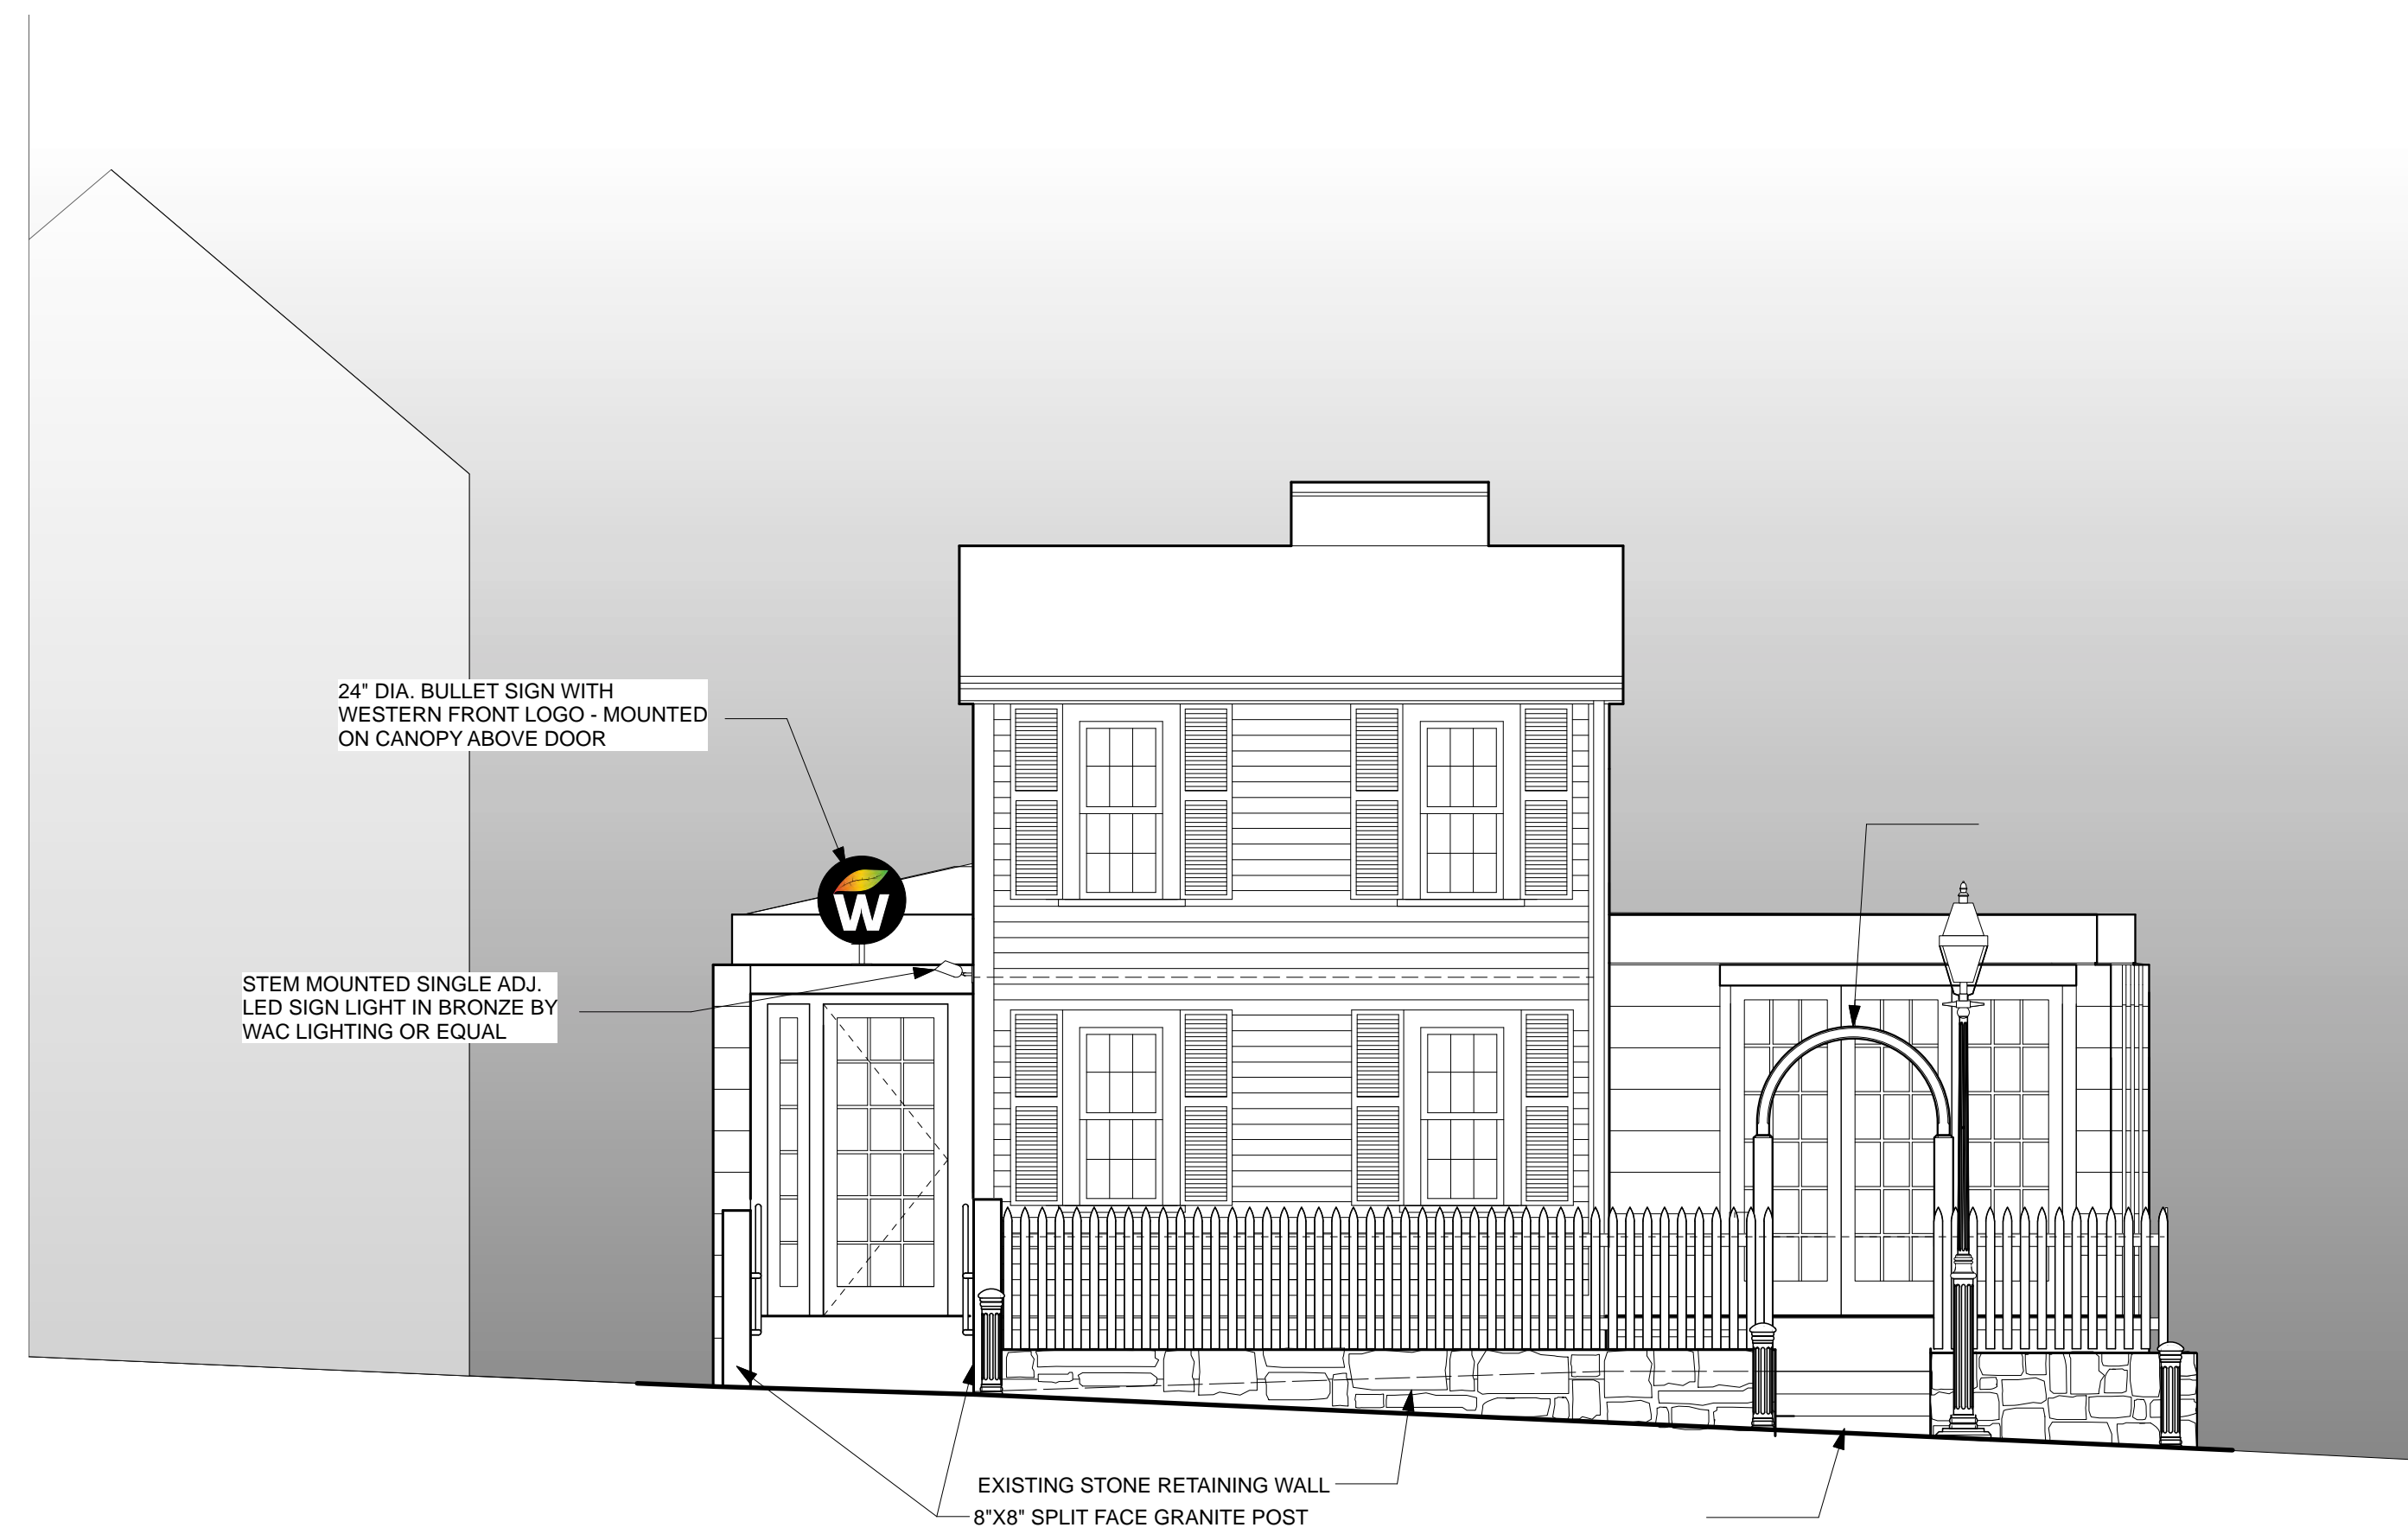 24" DIA. BULLET SIGN WITH
WESTERN FRONT LOGO - MOUNTED
ON CANOPY ABOVE DOOR
W
STEM MOUNTED SINGLE ADJ.
LED SIGN LIGHT IN BRONZE BY
WAC LIGHTING OR EQUAL
EXISTING STONE RETAINING WALL
8"X8" SPLIT FACE GRANITE POST